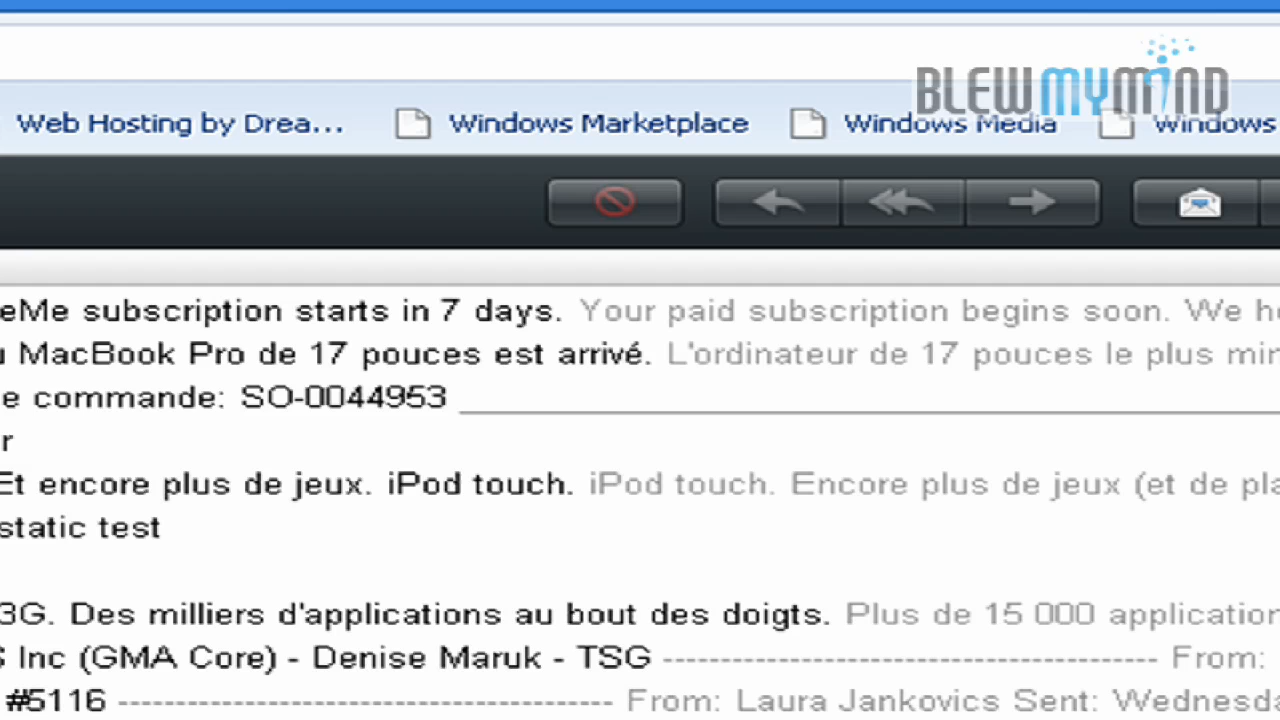 BLEWMYMIND
Web Hosting by Drea... Windows Marketplace Windows Media Windows
eMe subscription starts in 7 days. Your paid subscription begins soon. We
MacBook Pro de 17 pouces est arrivé. L'ordinateur de 17 pouces le plus
e commande: SO-0044953
r
Et encore plus de jeux. iPod touch. iPod touch. Encore plus de jeux (et de
static test
3G. Des milliers d'applications au bout des doigts. Plus de 15 000 application
Inc (GMA Core) - Denise Maruk - TSG ---------------------------------------- From:
#5116 ---------------------------------------- From: Laura Jankovics Sent: Wednesda